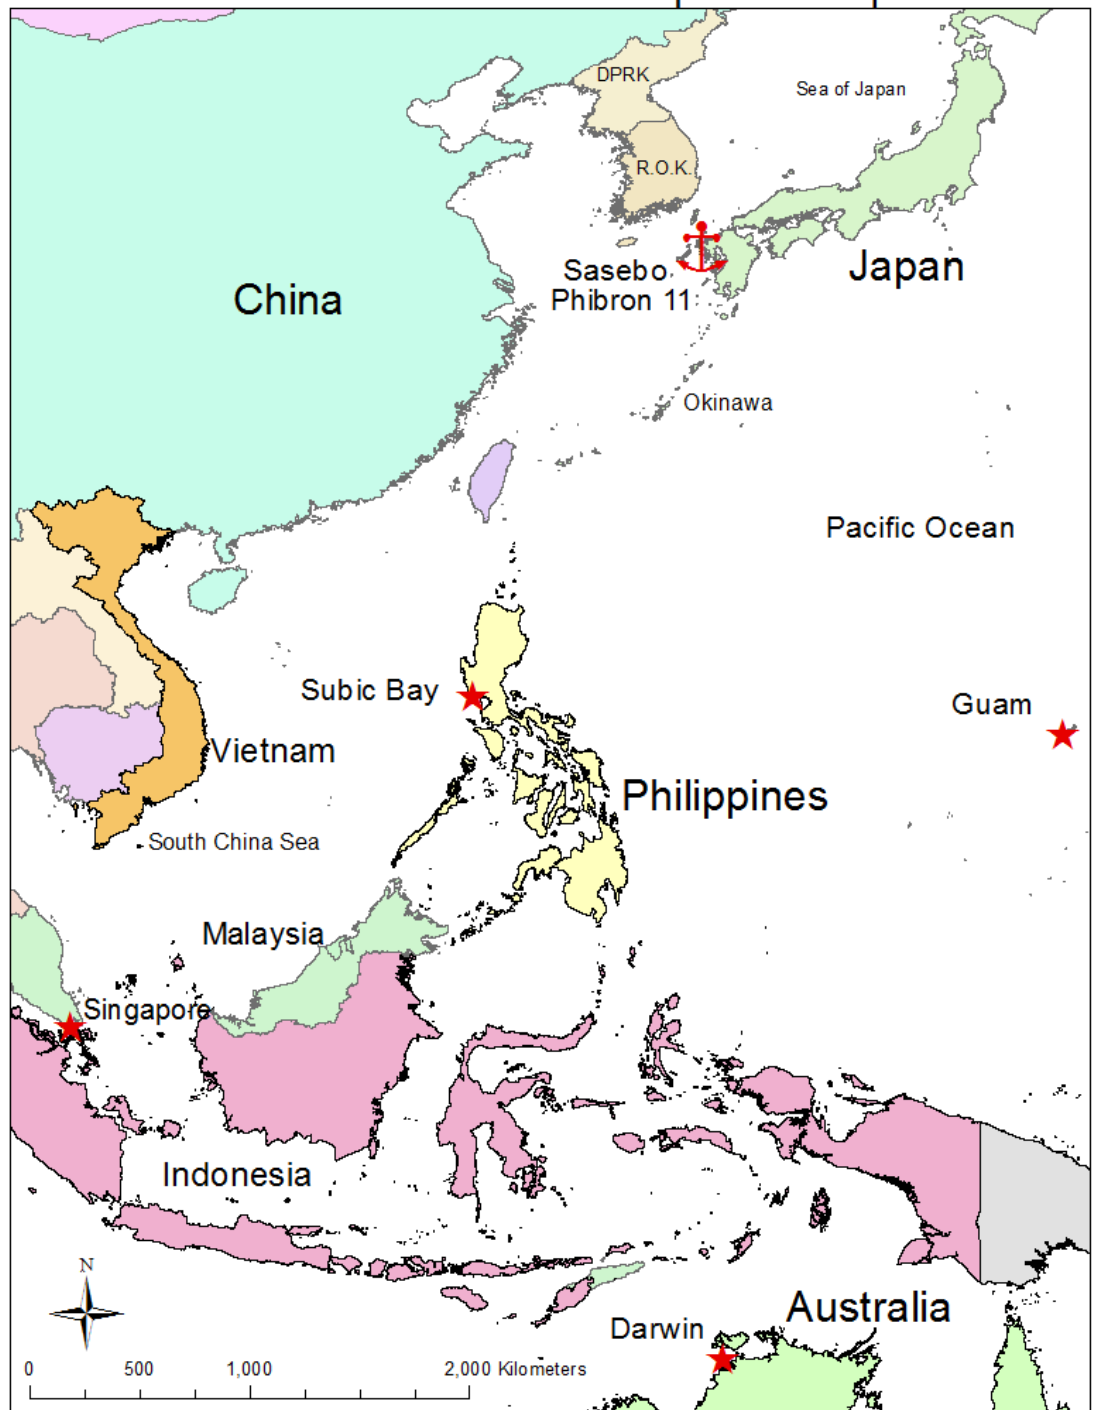 DPRK
Sea of Japan
R.O.K.
Sasebo,
Phibron 11
Japan
China
Okinawa
Pacific Ocean
Subic Bay
Guam
Vietnam
Philippines
South China Sea
Malaysia
Singapore
Indonesia
N
Australia
Darwin
0 500 1,000 2,000 Kilometers